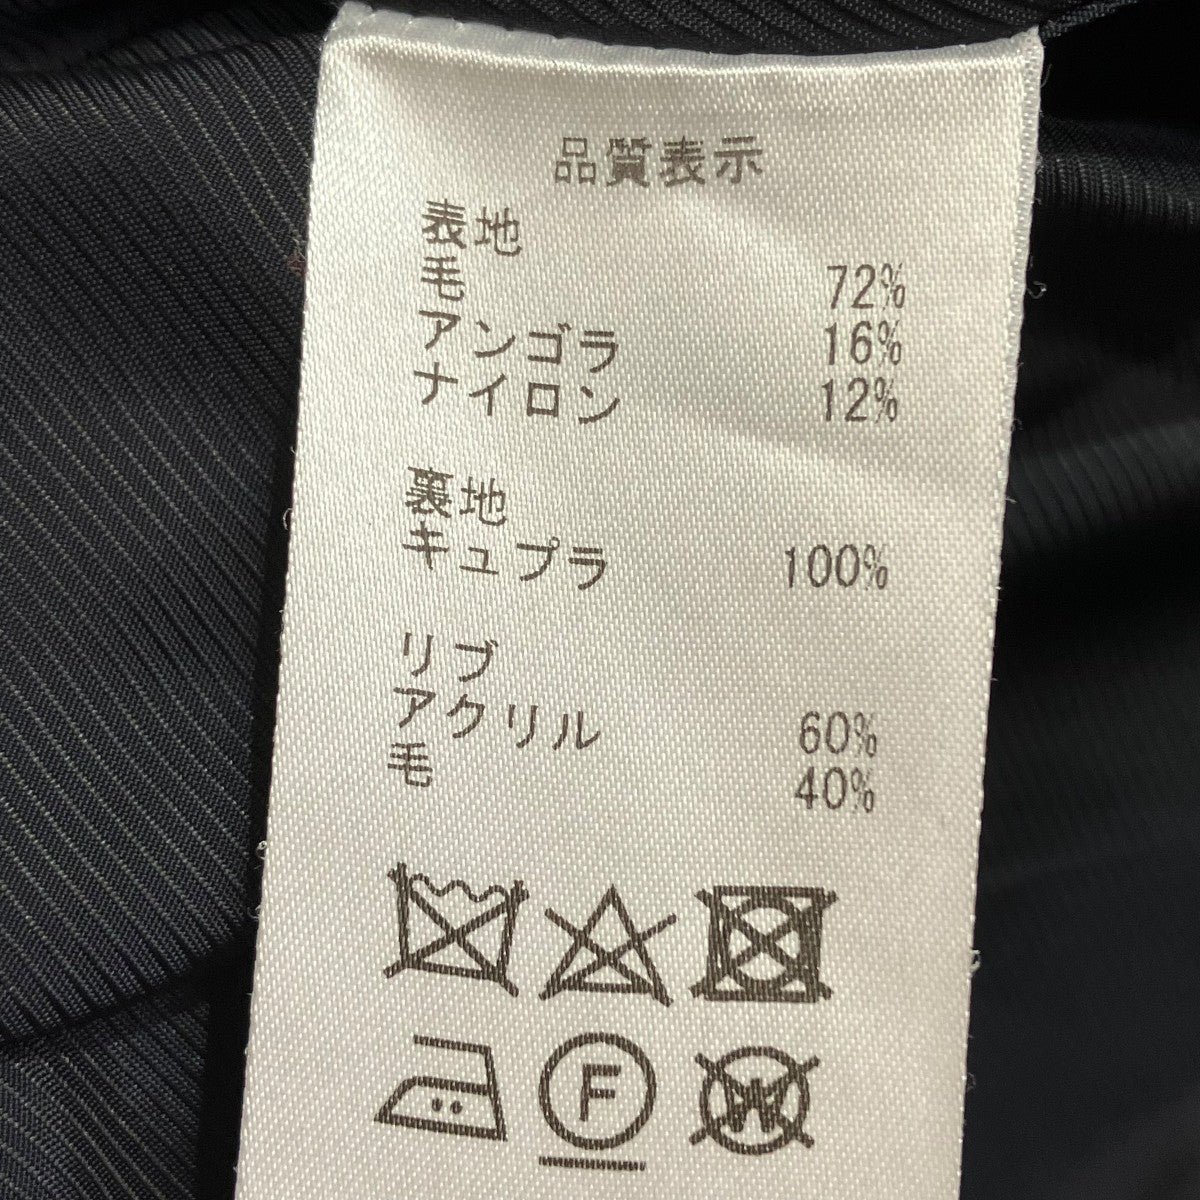 品質表示
表地
毛 72%
アンゴラ 16%
ナイロン 12%
裏地
キュプラ 100%
リブ
アクリル 60%
毛 40%
F
W